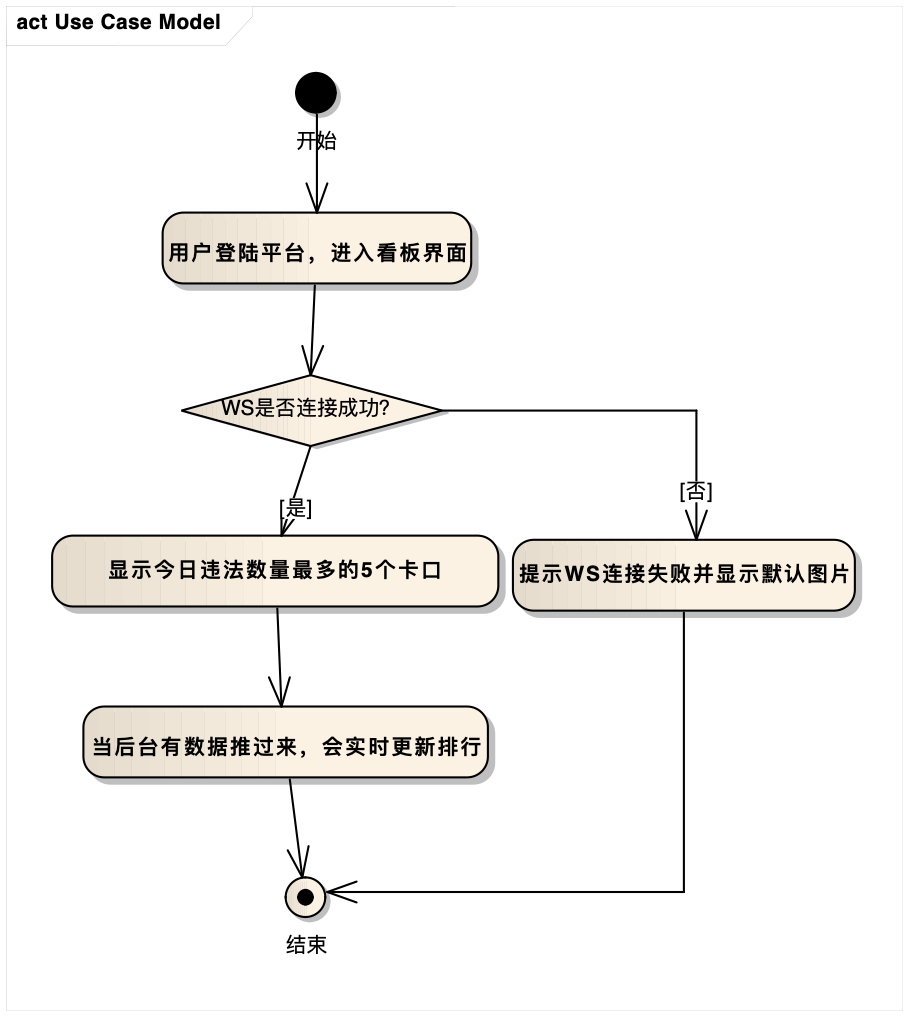 act Use Case Model
开始
用户登陆平台，进入看板界面
WS是否连接成功?
[是]
[否]
显示今日违法数量最多的5个卡口
提示WS连接失败并显示默认图片
当后台有数据推过来，会实时更新排行
结束